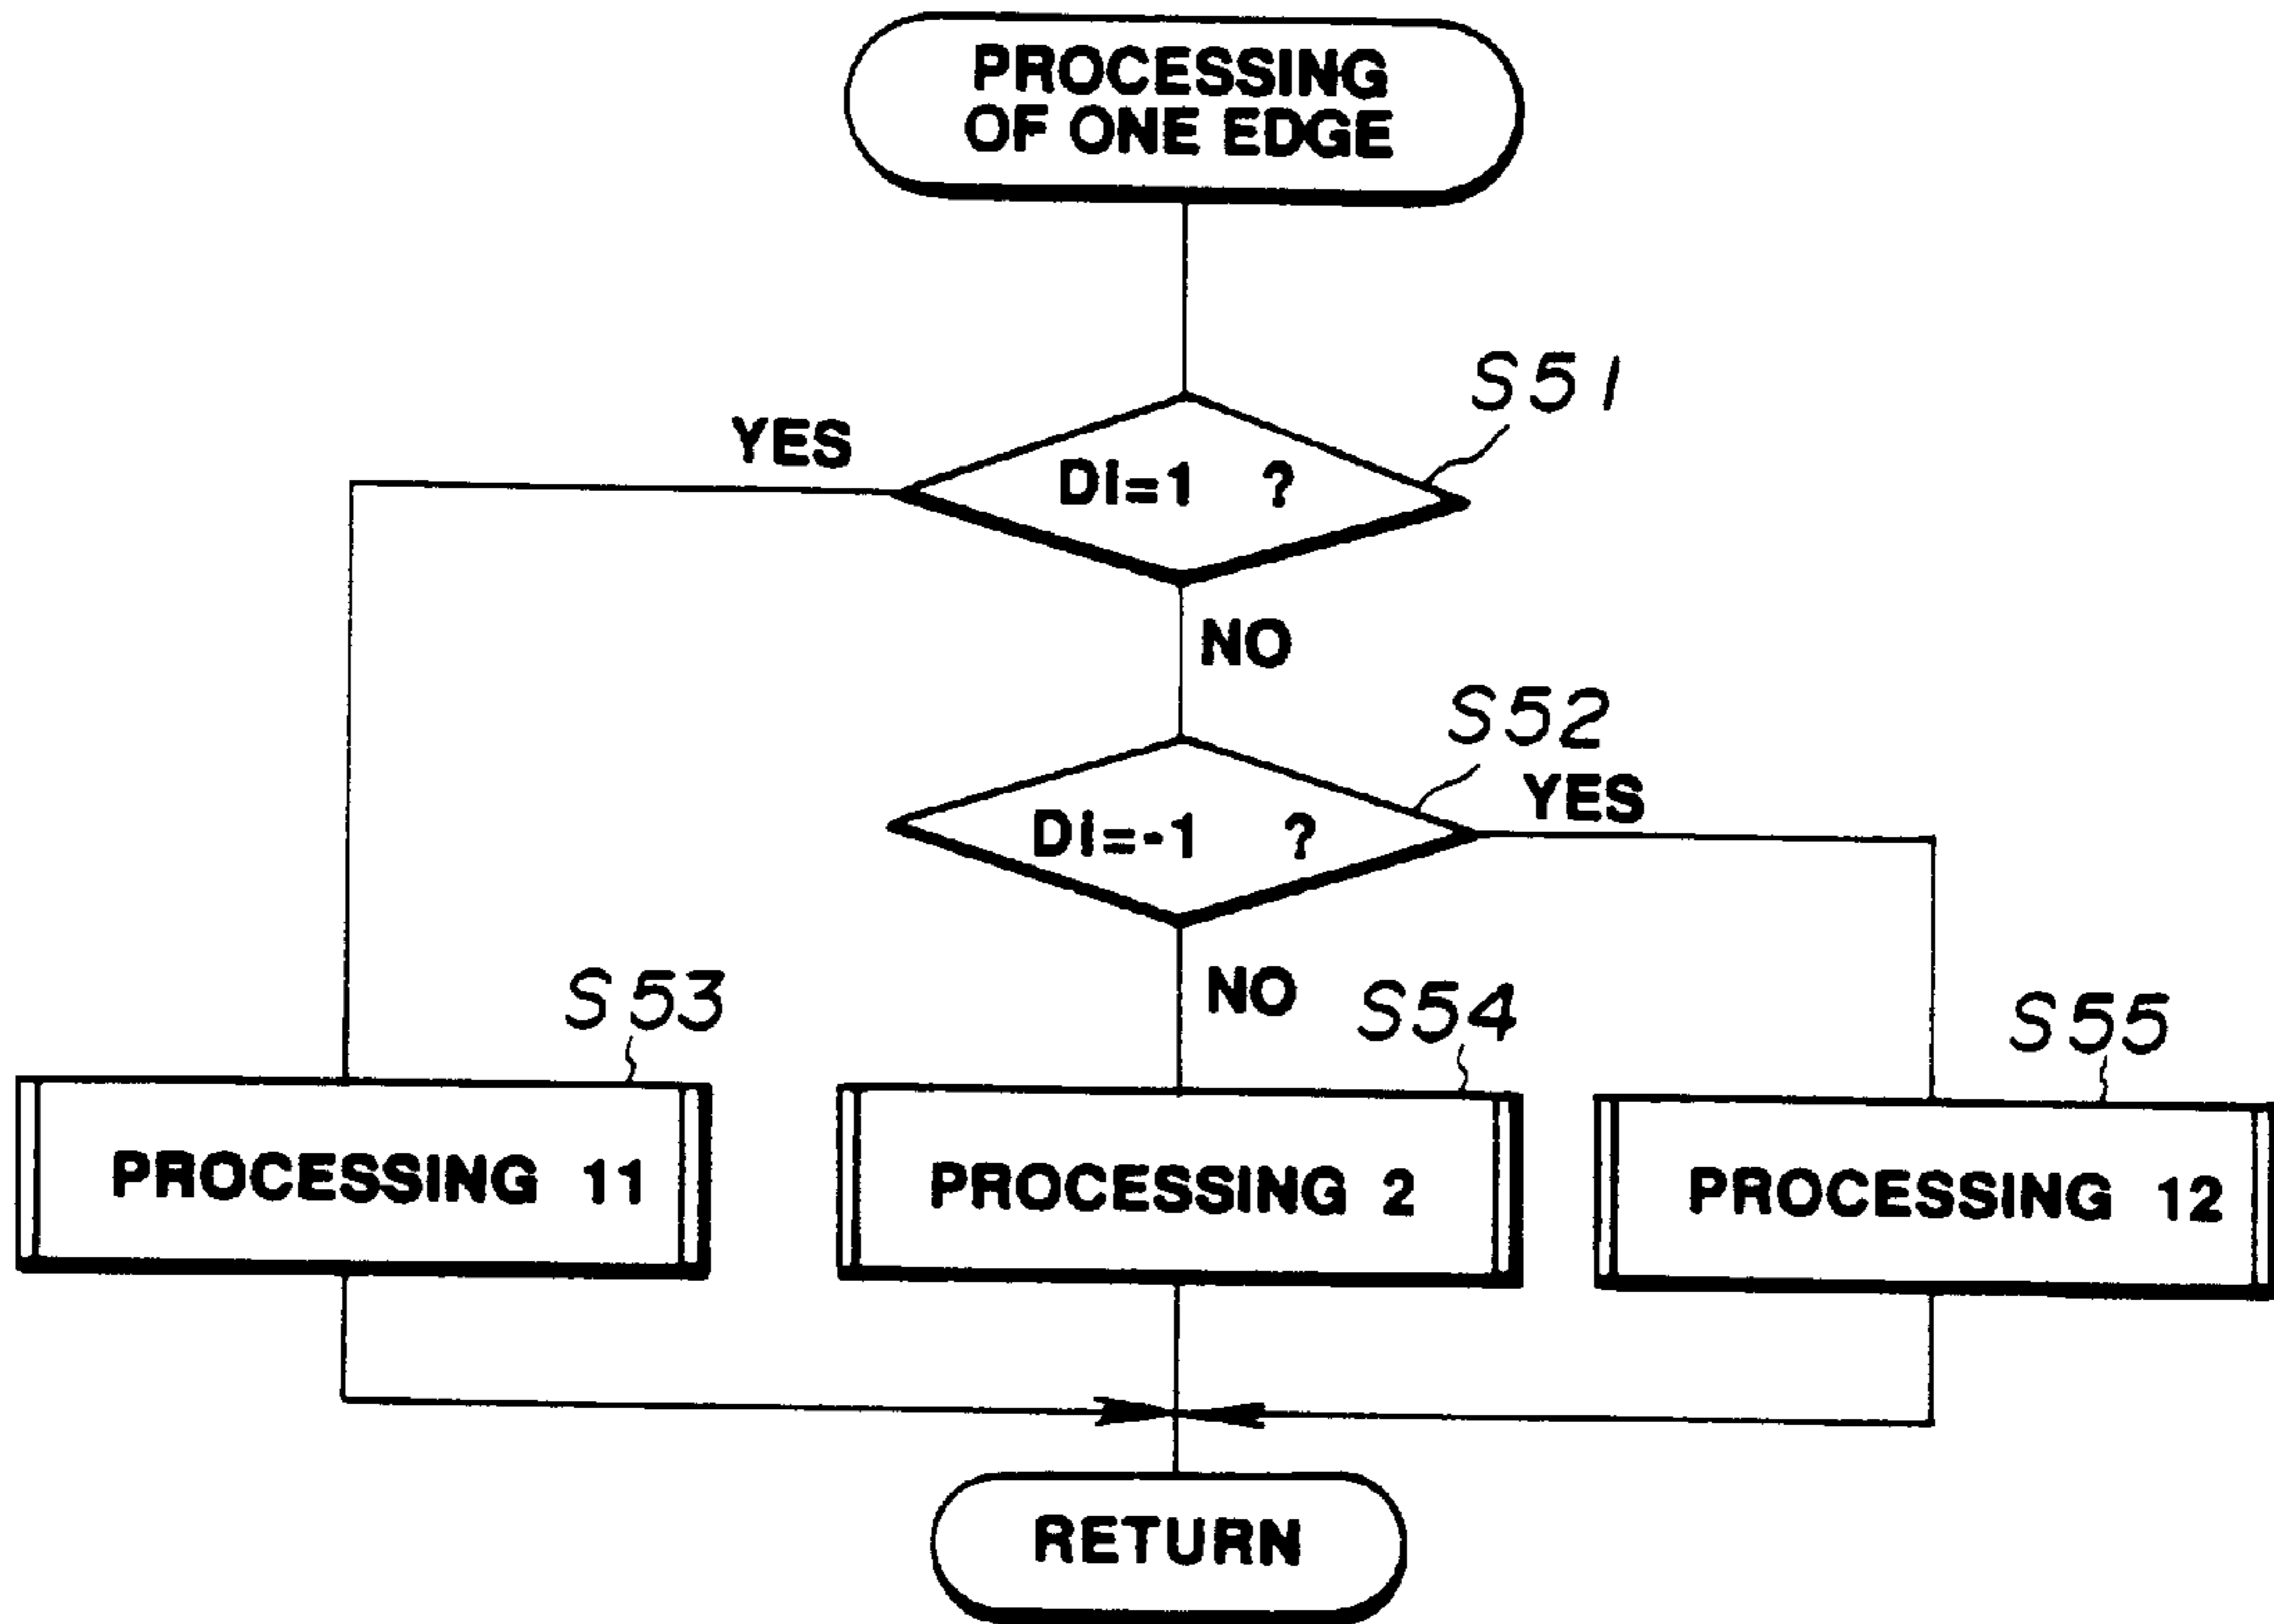 PROCESSING
OF ONE EDGE
S51
YES
Di=1 ?
NO
S52
YES
Di=-1 ?
NO
S53
S54
S55
PROCESSING 11
PROCESSING 2
PROCESSING 12
RETURN